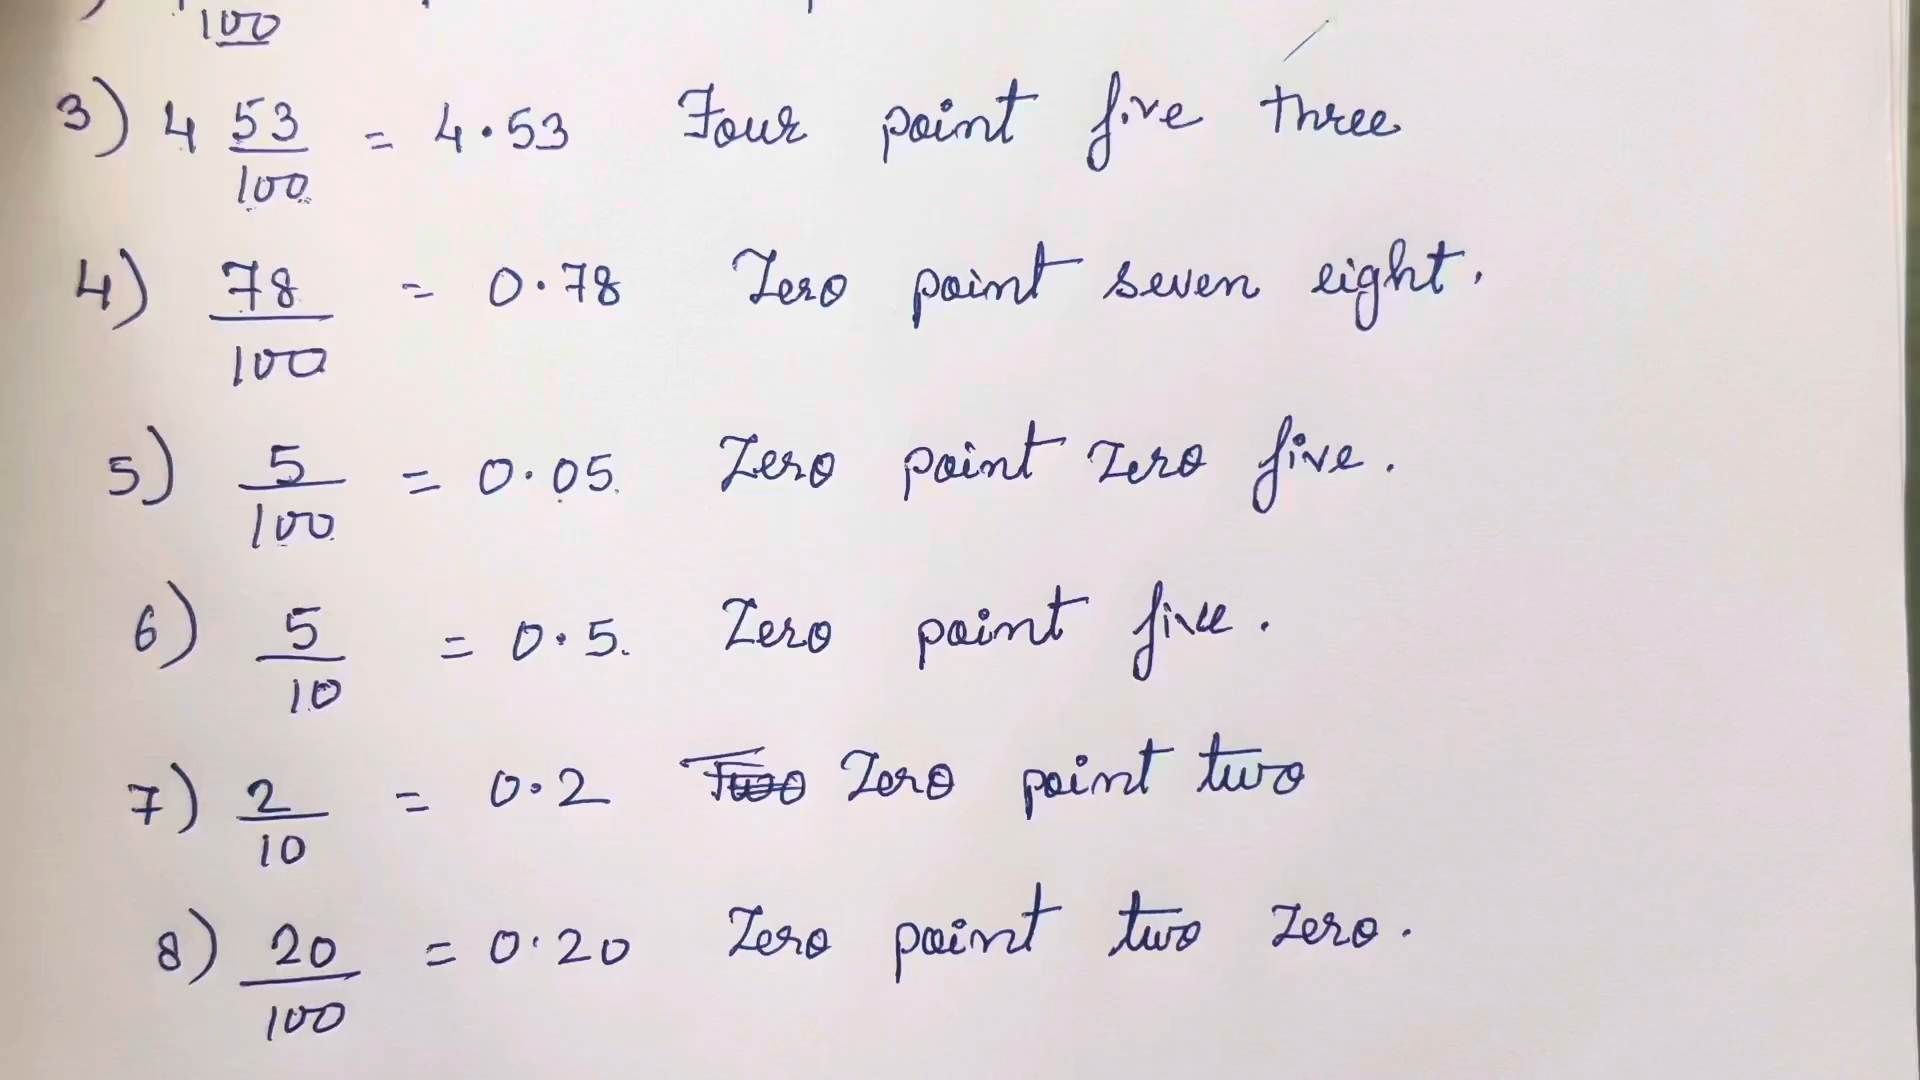 100
3) 4 53/100 = 4.53 Four point five three
4) 78/100 = 0.78 Zero point seven eight.
5) 5/100 = 0.05. Zero point zero five.
6) 5/10 = 0.5. Zero point five.
7) 2/10 = 0.2 Two Zero point two
8) 20/100 = 0.20 Zero point two zero.